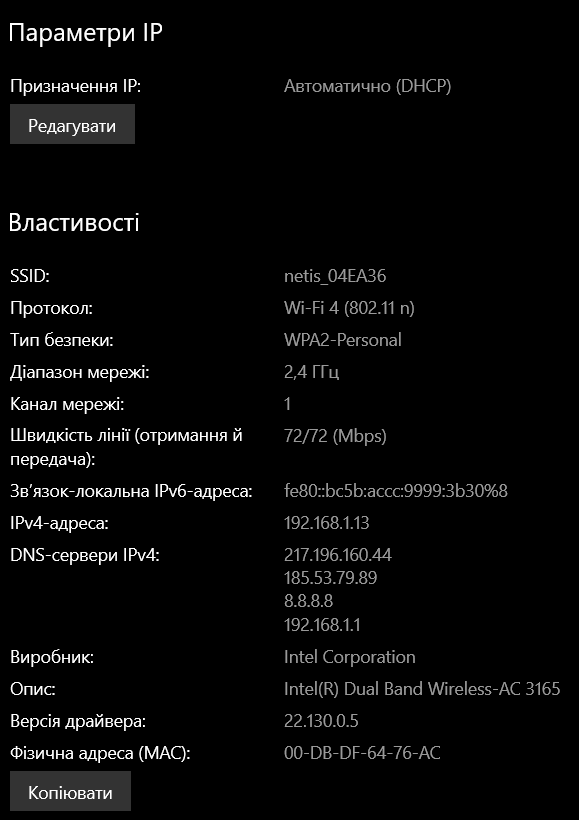 Параметри IP
Призначення IP: Автоматично (DHCP)
Редагувати
Властивості
SSID: netis_04EA36
Протокол: Wi-Fi 4 (802.11 n)
Тип безпеки: WPA2-Personal
Діапазон мережі: 2,4 ГГц
Канал мережі: 1
Швидкість лінії (отримання й передача): 72/72 (Mbps)
Зв’язок-локальна IPv6-адреса: fe80::bc5b:accc:9999:3b30%8
IPv4-адреса: 192.168.1.13
DNS-сервери IPv4: 217.196.160.44
185.53.79.89
8.8.8.8
192.168.1.1
Виробник: Intel Corporation
Опис: Intel(R) Dual Band Wireless-AC 3165
Версія драйвера: 22.130.0.5
Фізична адреса (MAC): 00-DB-DF-64-76-AC
Копіювати